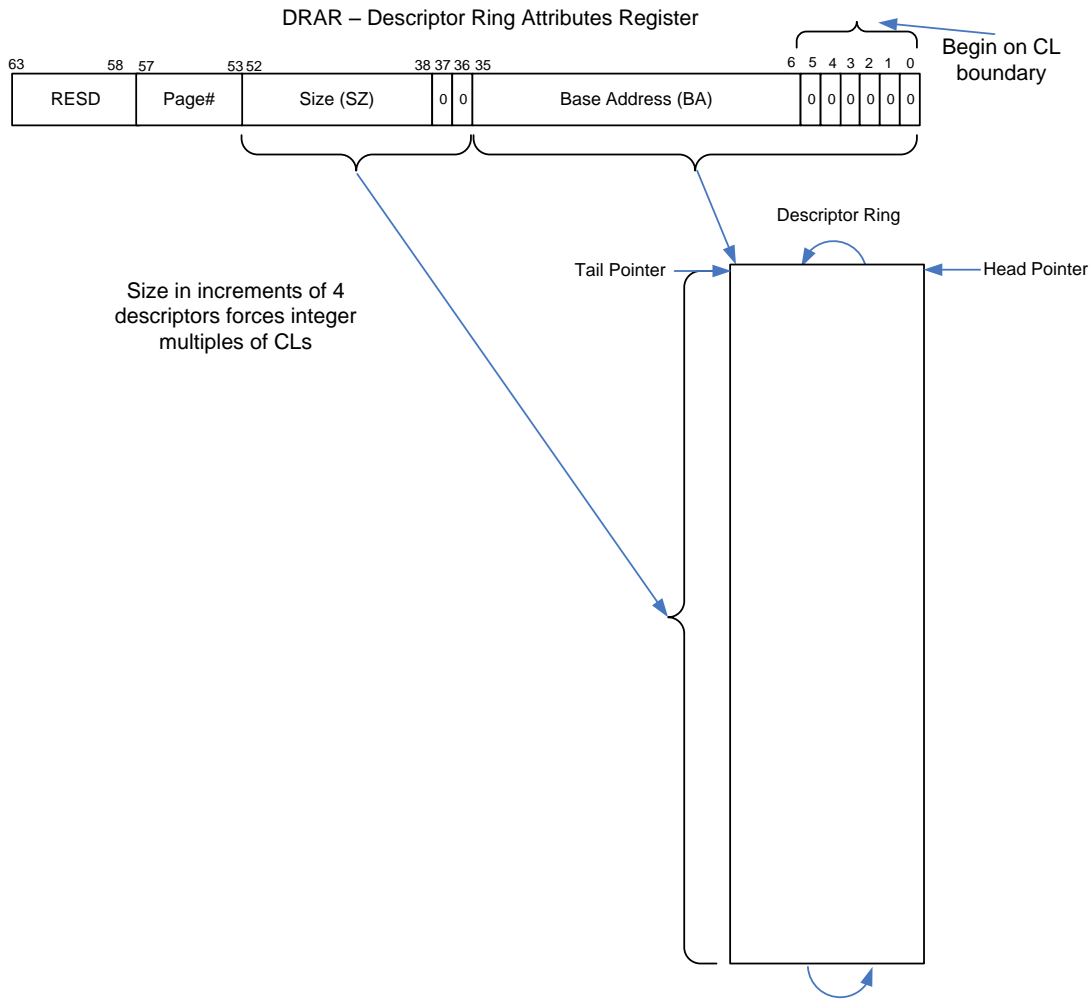 DRAR – Descriptor Ring Attributes Register
Begin on CL
boundary
63 58 57 53 52 38 37 36 35 6 5 4 3 2 1 0
RESD Page# Size (SZ) 0 0 Base Address (BA) 0 0 0 0 0 0
Descriptor Ring
Tail Pointer Head Pointer
Size in increments of 4
descriptors forces integer
multiples of CLs